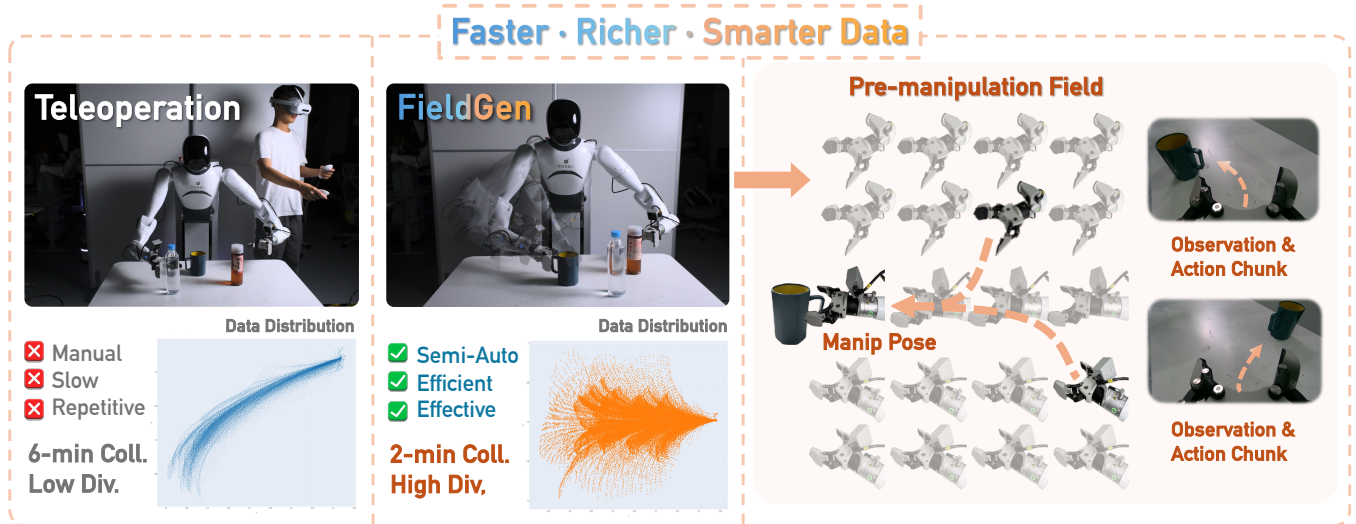 Faster · Richer · Smarter Data
Teleoperation
Data Distribution
Manual
Slow
Repetitive
6-min Coll.
Low Div.
FieldGen
Data Distribution
Semi-Auto
Efficient
Effective
2-min Coll.
High Div,
Pre-manipulation Field
Manip Pose
Observation &
Action Chunk
Observation &
Action Chunk